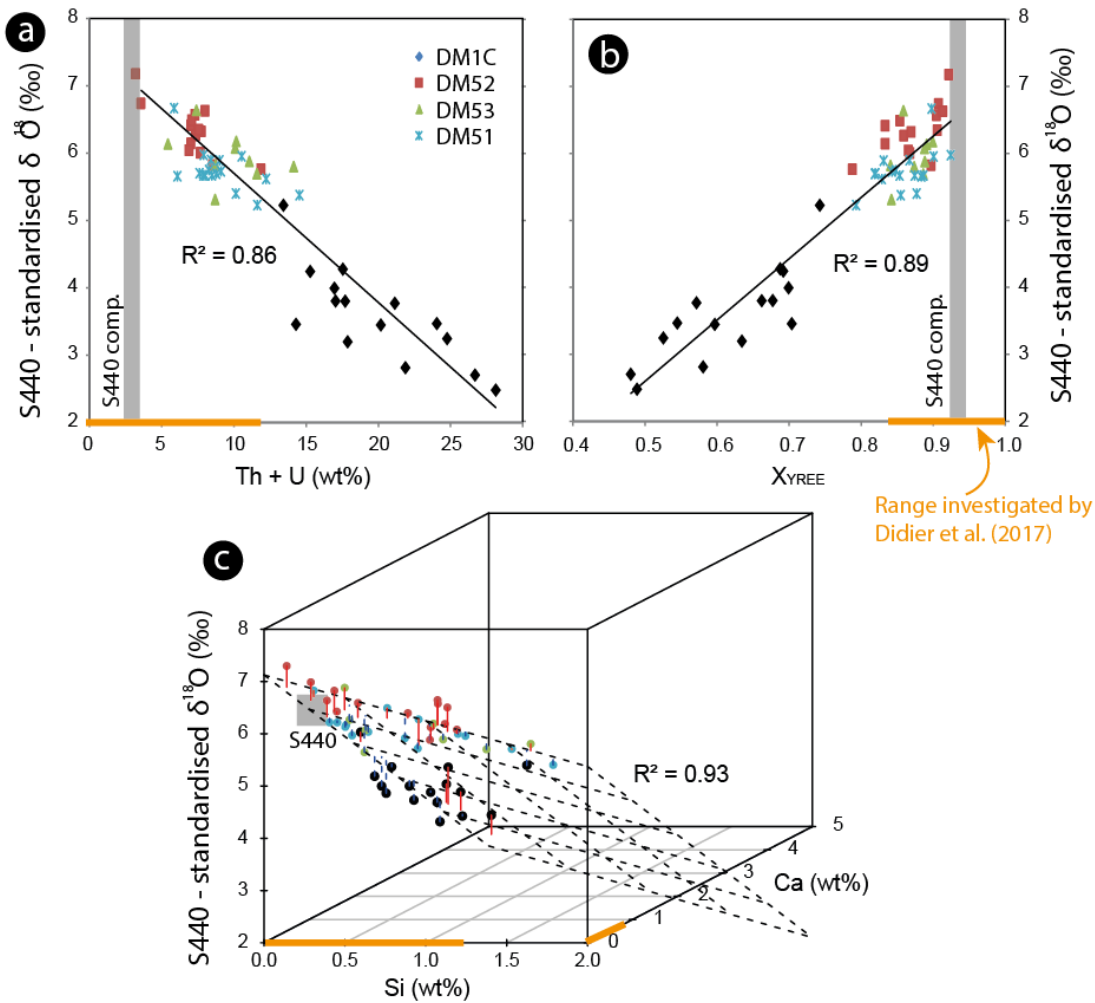 a
8
7
6
5
4
3
2
S440 - standardised δ18O (‰)
S440 comp.
R² = 0.86
DM1C
DM52
DM53
DM51
0 5 10 15 20 25 30
Th + U (wt%)
b
8
7
6
5
4
3
2
S440 - standardised δ18O (‰)
S440 comp.
R² = 0.89
0.4 0.5 0.6 0.7 0.8 0.9 1.0
XYREE
Range investigated by
Didier et al. (2017)
c
8
7
6
5
4
3
2
S440 - standardised δ18O (‰)
S440
R² = 0.93
5
4
3
2
1
0
Ca (wt%)
0.0 0.5 1.0 1.5 2.0
Si (wt%)